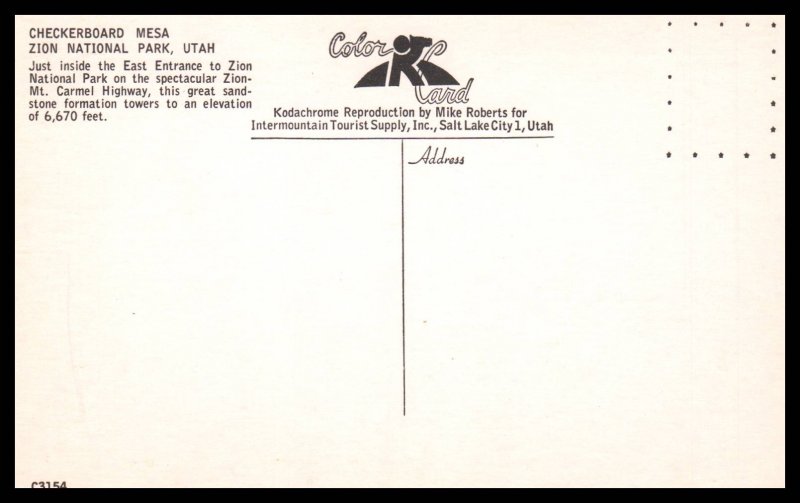 CHECKERBOARD MESA
ZION NATIONAL PARK, UTAH
Just inside the East Entrance to Zion
National Park on the spectacular Zion-
Mt. Carmel Highway, this great sand-
stone formation towers to an elevation
of 6,670 feet.
Color
Card
Kodachrome Reproduction by Mike Roberts for
Intermountain Tourist Supply, Inc., Salt Lake City 1, Utah
Address
C3154